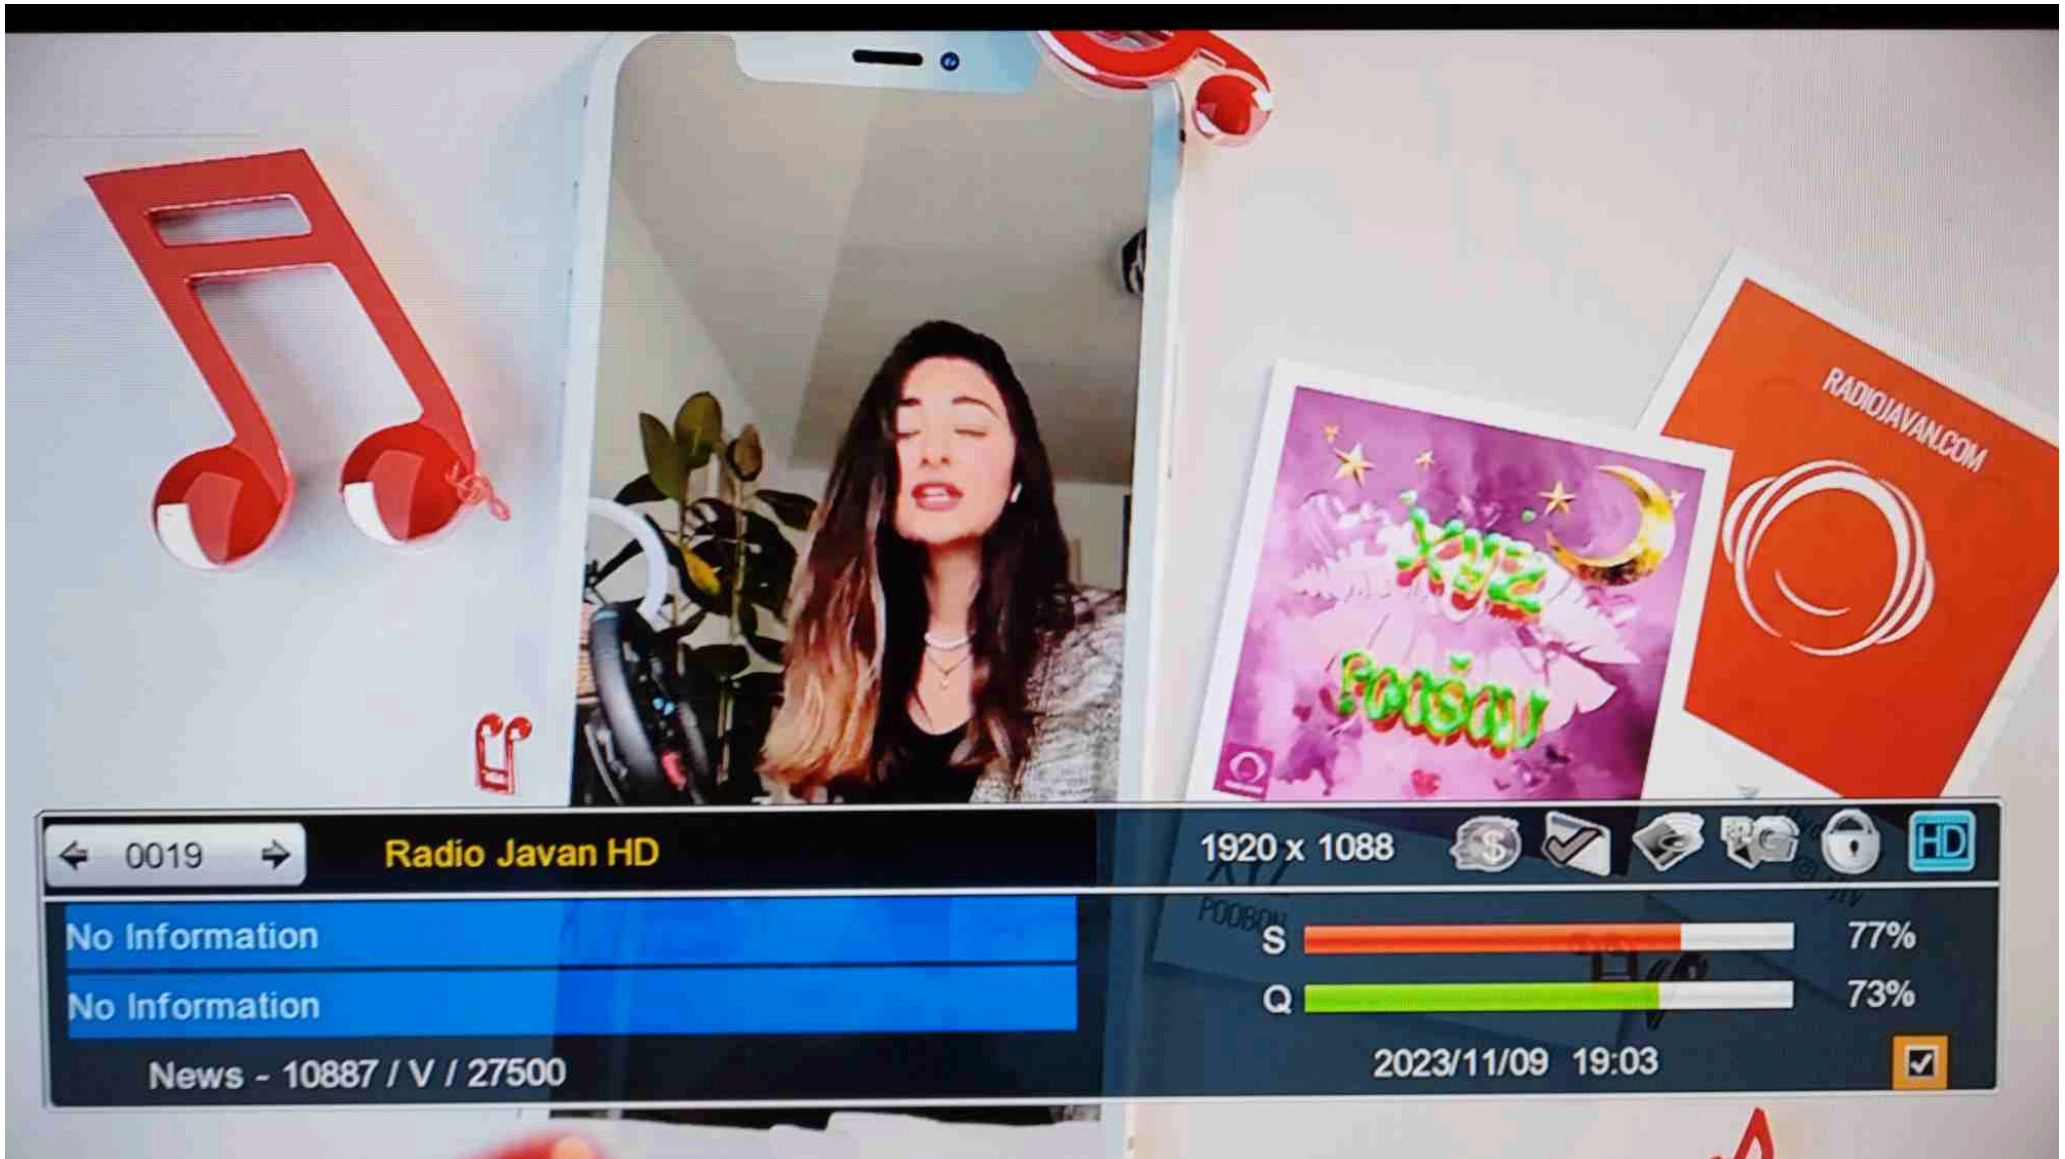 RADIOJAVAN.COM
XYZ
0019
Radio Javan HD
1920 x 1088
HD
No Information
No Information
S
77%
Q
73%
News - 10887 / V / 27500
2023/11/09 19:03